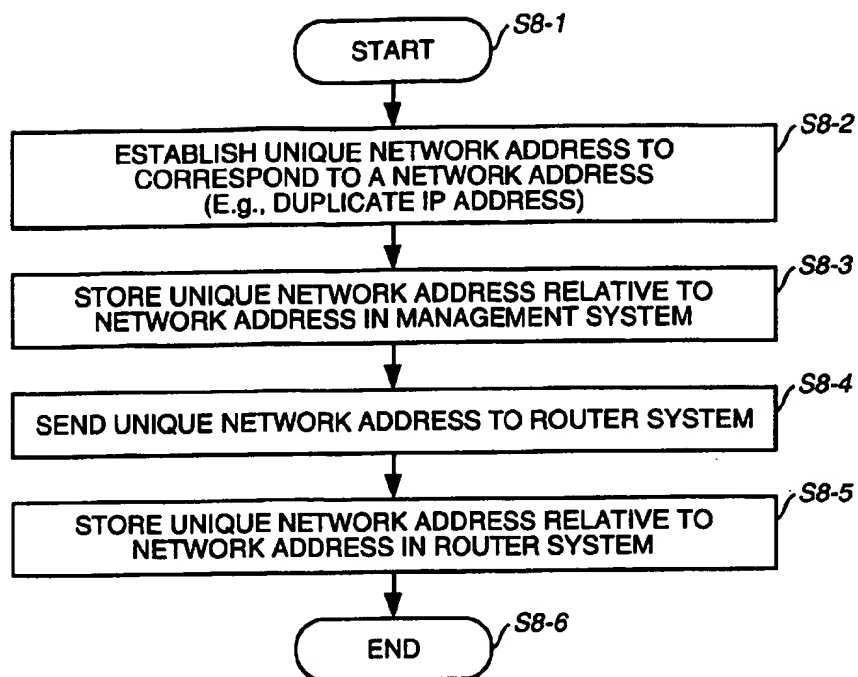 START
S8-1
S8-2
ESTABLISH UNIQUE NETWORK ADDRESS TO
CORRESPOND TO A NETWORK ADDRESS
(E.g., DUPLICATE IP ADDRESS)
S8-3
STORE UNIQUE NETWORK ADDRESS RELATIVE TO
NETWORK ADDRESS IN MANAGEMENT SYSTEM
S8-4
SEND UNIQUE NETWORK ADDRESS TO ROUTER SYSTEM
S8-5
STORE UNIQUE NETWORK ADDRESS RELATIVE TO
NETWORK ADDRESS IN ROUTER SYSTEM
S8-6
END